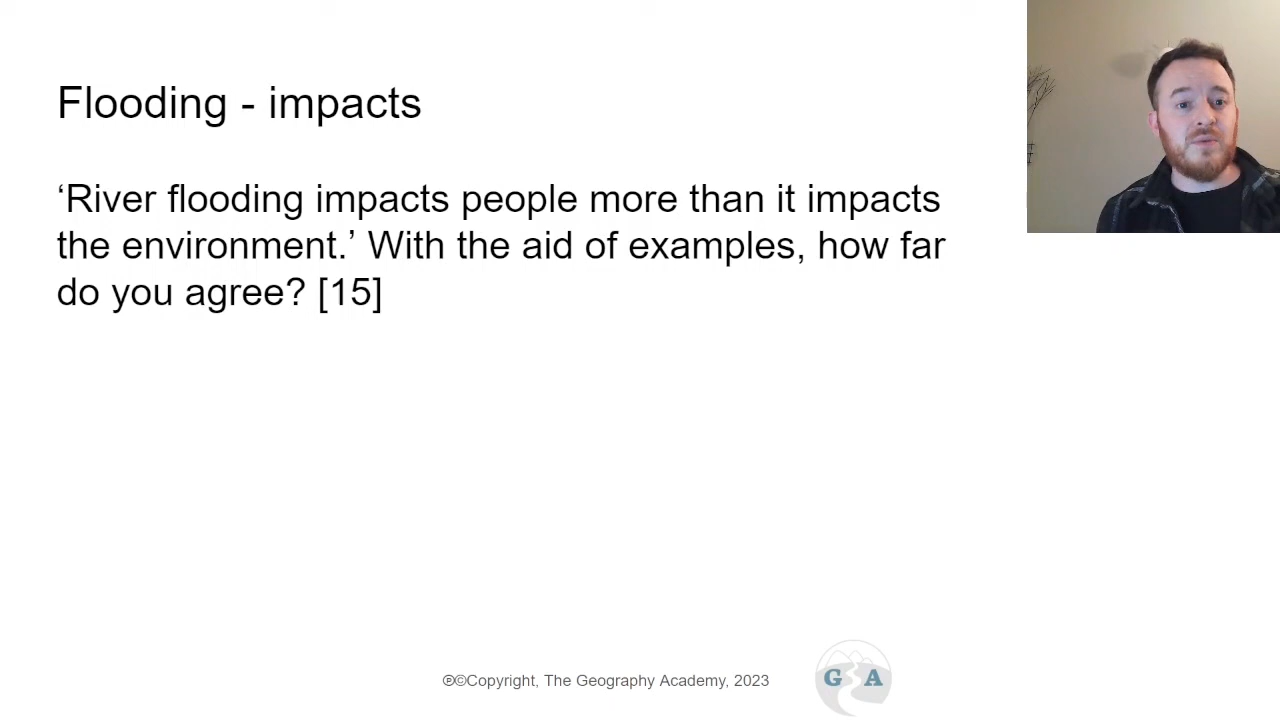 Flooding - impacts
‘River flooding impacts people more than it impacts
the environment.’ With the aid of examples, how far
do you agree? [15]
℗©Copyright, The Geography Academy, 2023
G A